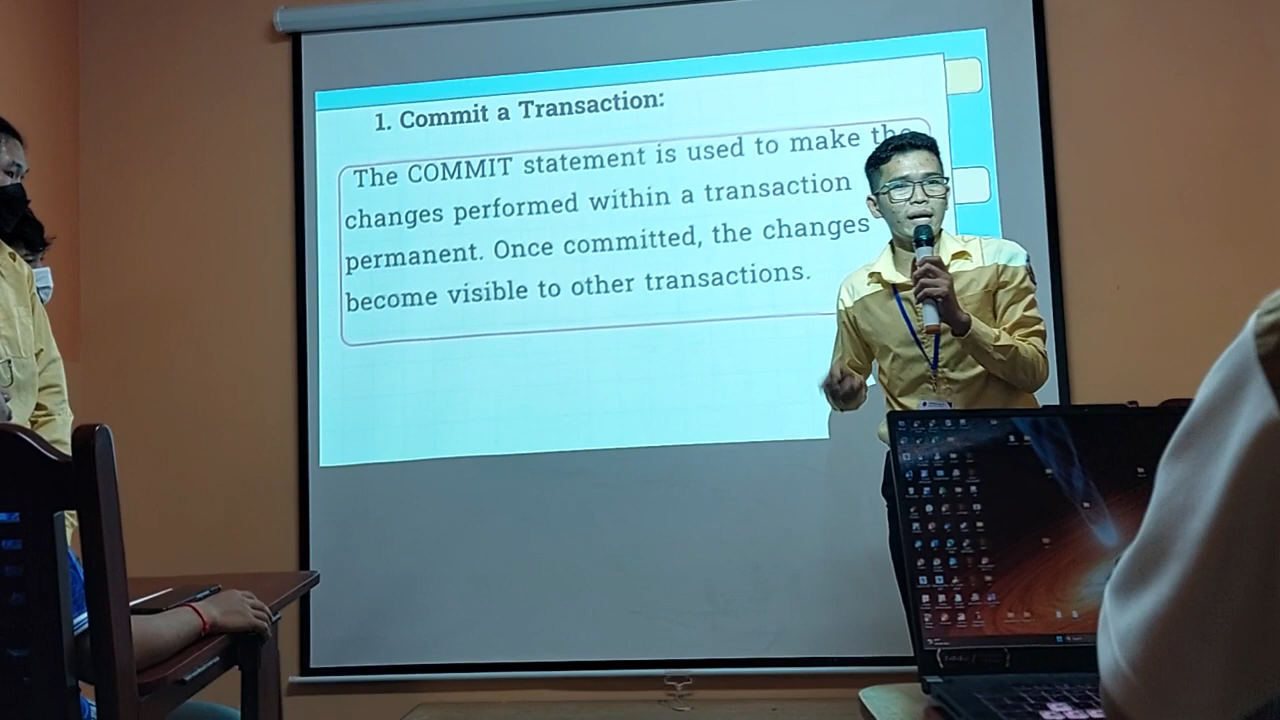 1. Commit a Transaction:
The COMMIT statement is used to make the
changes performed within a transaction
permanent. Once committed, the changes
become visible to other transactions.